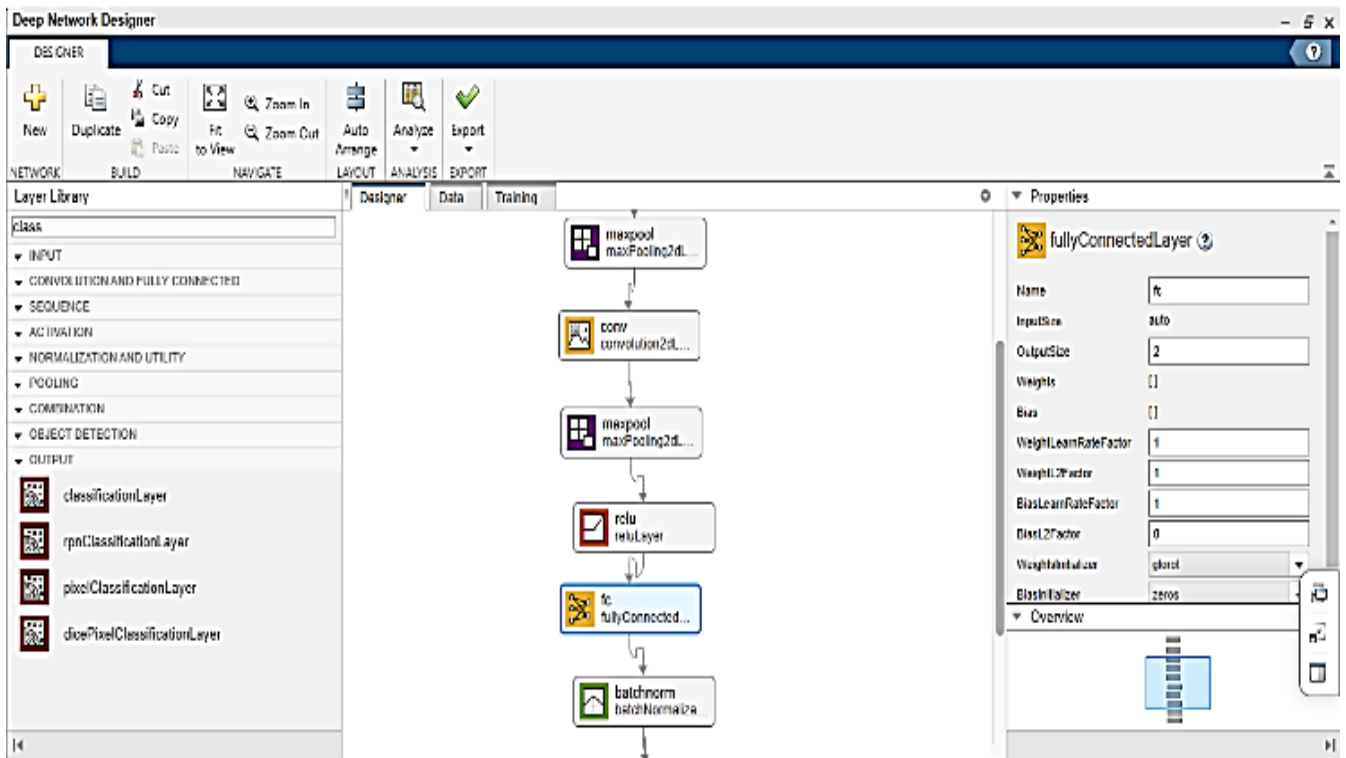 Deep Network Designer
DESIGNER
New
Duplicate
Cut
Copy
Paste
Fit
to View
Zoom In
Zoom Out
Auto
Arrange
Analyze
Export
NETWORK
BUILD
NAVIGATE
LAYOUT
ANALYSIS
EXPORT
Layer Library
class
INPUT
CONVOLUTION AND FULLY CONNECTED
SEQUENCE
ACTIVATION
NORMALIZATION AND UTILITY
POOLING
COMBINATION
OBJECT DETECTION
OUTPUT
classificationLayer
rpnClassificationLayer
pixelClassificationLayer
dicePixelClassificationLayer
Designer
Data
Training
maxpool
maxPooling2dL...
conv
convolution2dL...
maxpool
maxPooling2dL...
relu
reluLayer
fc
fullyConnected...
batchnorm
batchNormaliza...
Properties
fullyConnectedLayer
Name fc
InputSize auto
OutputSize 2
Weights []
Bias []
WeightLearnRateFactor 1
WeightL2Factor 1
BiasLearnRateFactor 1
BiasL2Factor 0
WeightsInitializer glorot
BiasInitializer zeros
Overview